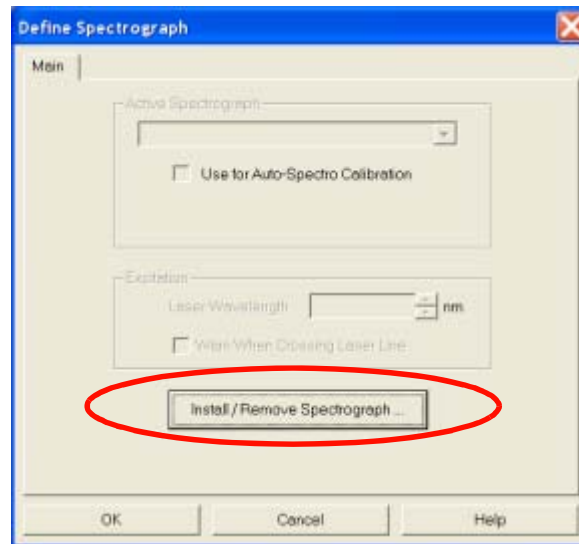 Define Spectrograph
Main
Active Spectrograph
Use for Auto-Spectro Calibration
Excitation
Laser Wavelength nm
Warn When Crossing Laser Line
Install / Remove Spectrograph ...
OK Cancel Help